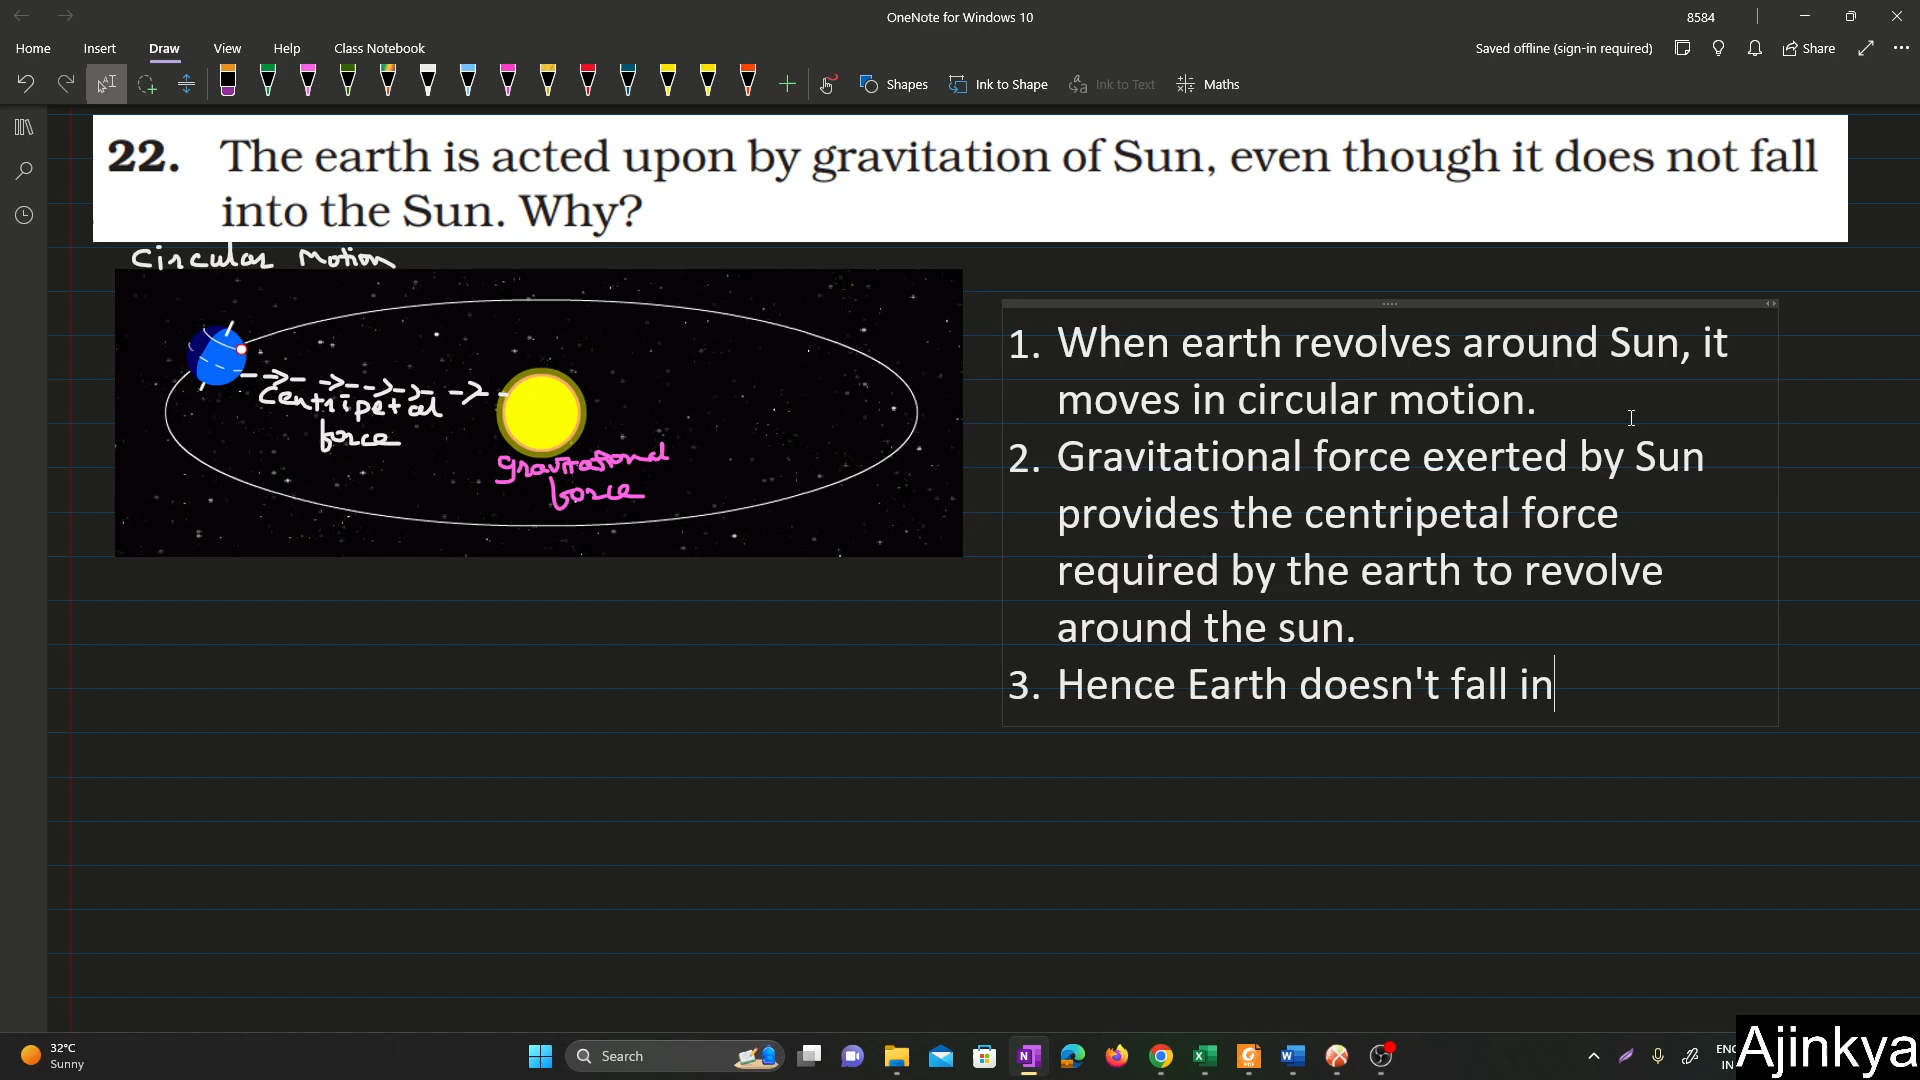 OneNote for Windows 10
8584
Home Insert Draw View Help Class Notebook
Saved offline (sign-in required) Share
Shapes Ink to Shape Ink to Text Maths
22. The earth is acted upon by gravitation of Sun, even though it does not fall
into the Sun. Why?
Circular Motion
Centripetal
force
gravitational
force
1. When earth revolves around Sun, it
moves in circular motion.
2. Gravitational force exerted by Sun
provides the centripetal force
required by the earth to revolve
around the sun.
3. Hence Earth doesn't fall in
32°C
Sunny
Search
ENG
IN
Ajinkya